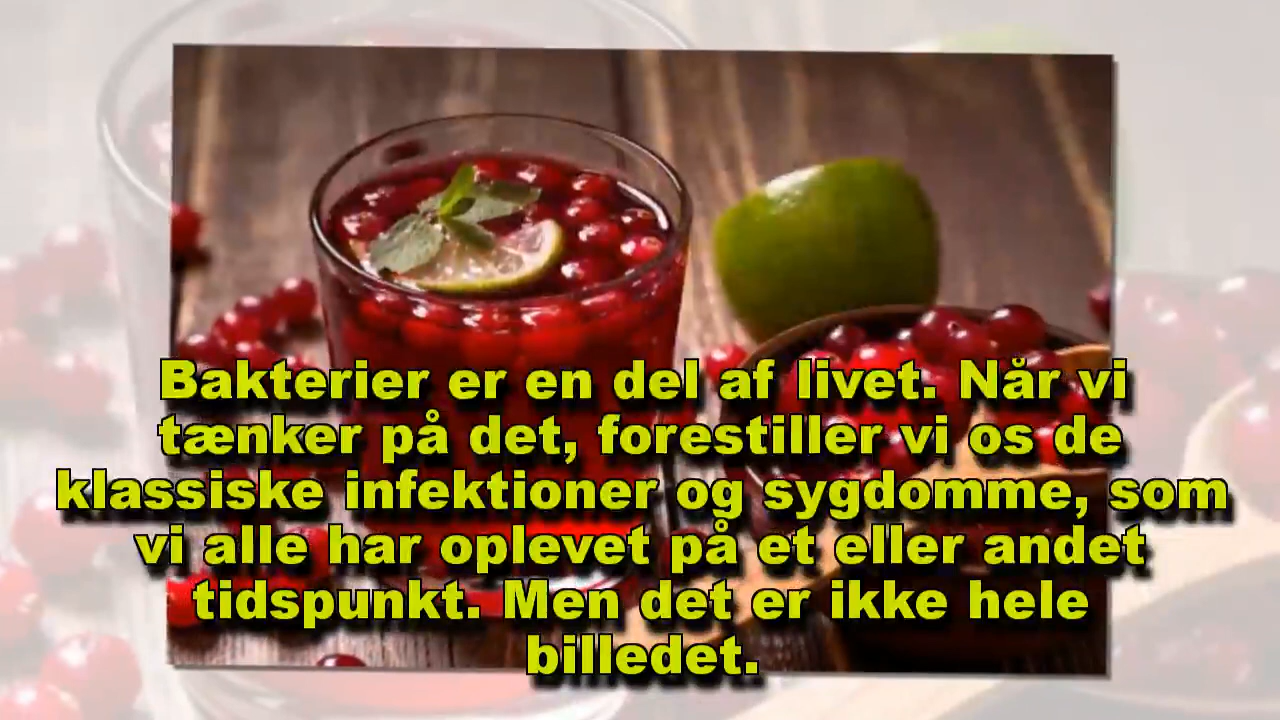 Bakterier er en del af livet. Når vi
tænker på det, forestiller vi os de
klassiske infektioner og sygdomme, som
vi alle har oplevet på et eller andet
tidspunkt. Men det er ikke hele
billedet.